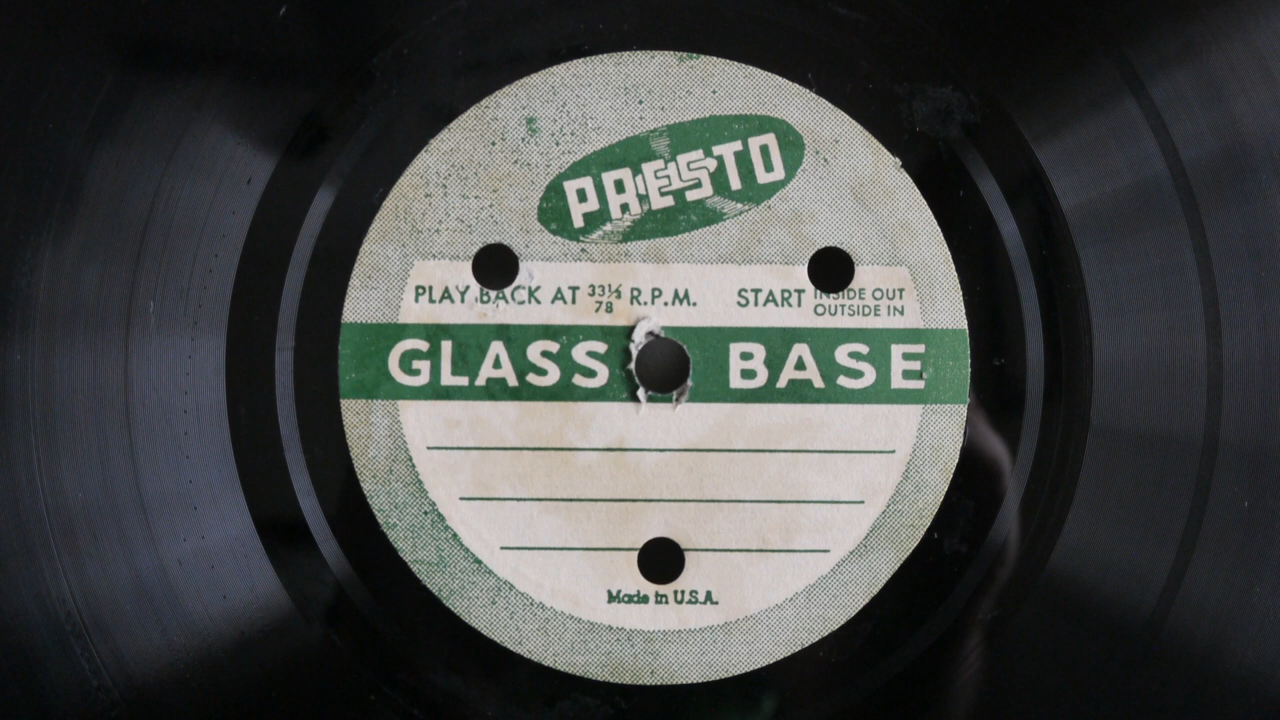 PRESTO
PLAY BACK AT 33⅓ 78 R.P.M. START INSIDE OUT OUTSIDE IN
GLASS BASE
Made in U.S.A.